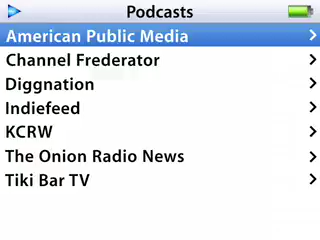 Podcasts
American Public Media
Channel Frederator
Diggnation
Indiefeed
KCRW
The Onion Radio News
Tiki Bar TV